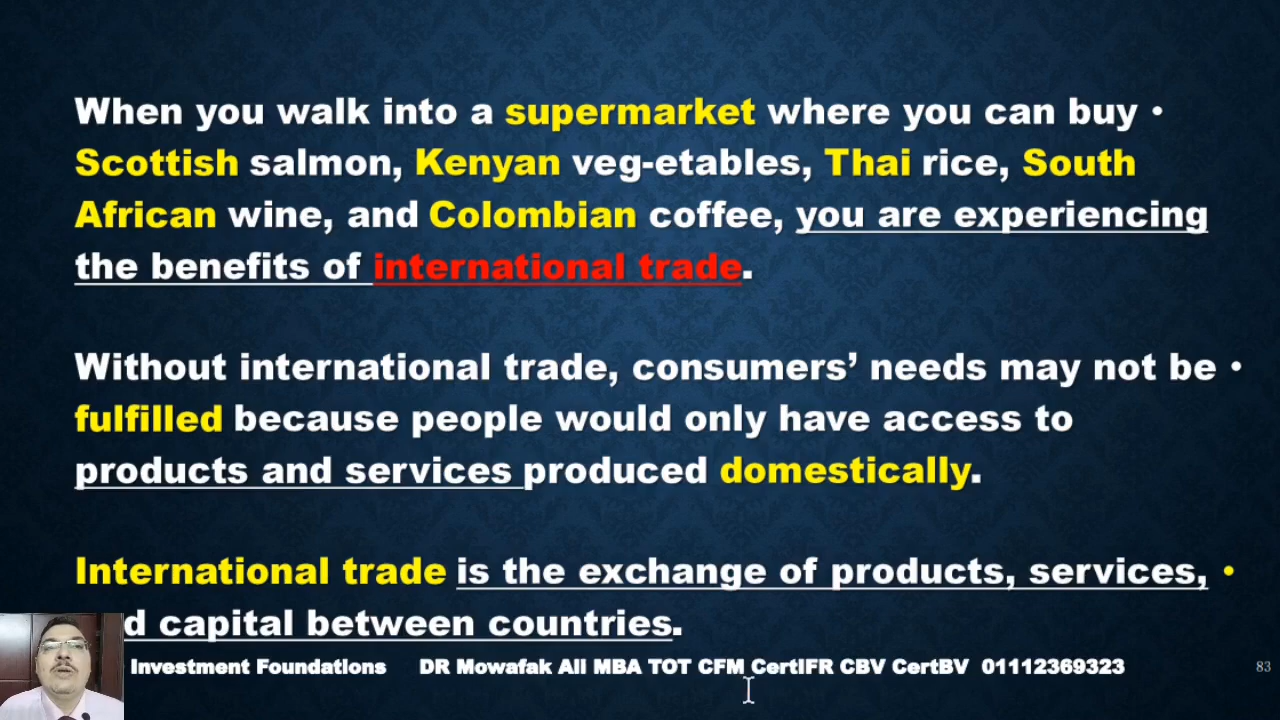 When you walk into a supermarket where you can buy •
Scottish salmon, Kenyan veg-etables, Thai rice, South
African wine, and Colombian coffee, you are experiencing
the benefits of international trade.
Without international trade, consumers’ needs may not be •
fulfilled because people would only have access to
products and services produced domestically.
International trade is the exchange of products, services, •
d capital between countries.
Investment Foundations DR Mowafak Ali MBA TOT CFM CertIFR CBV CertBV 01112369323
83